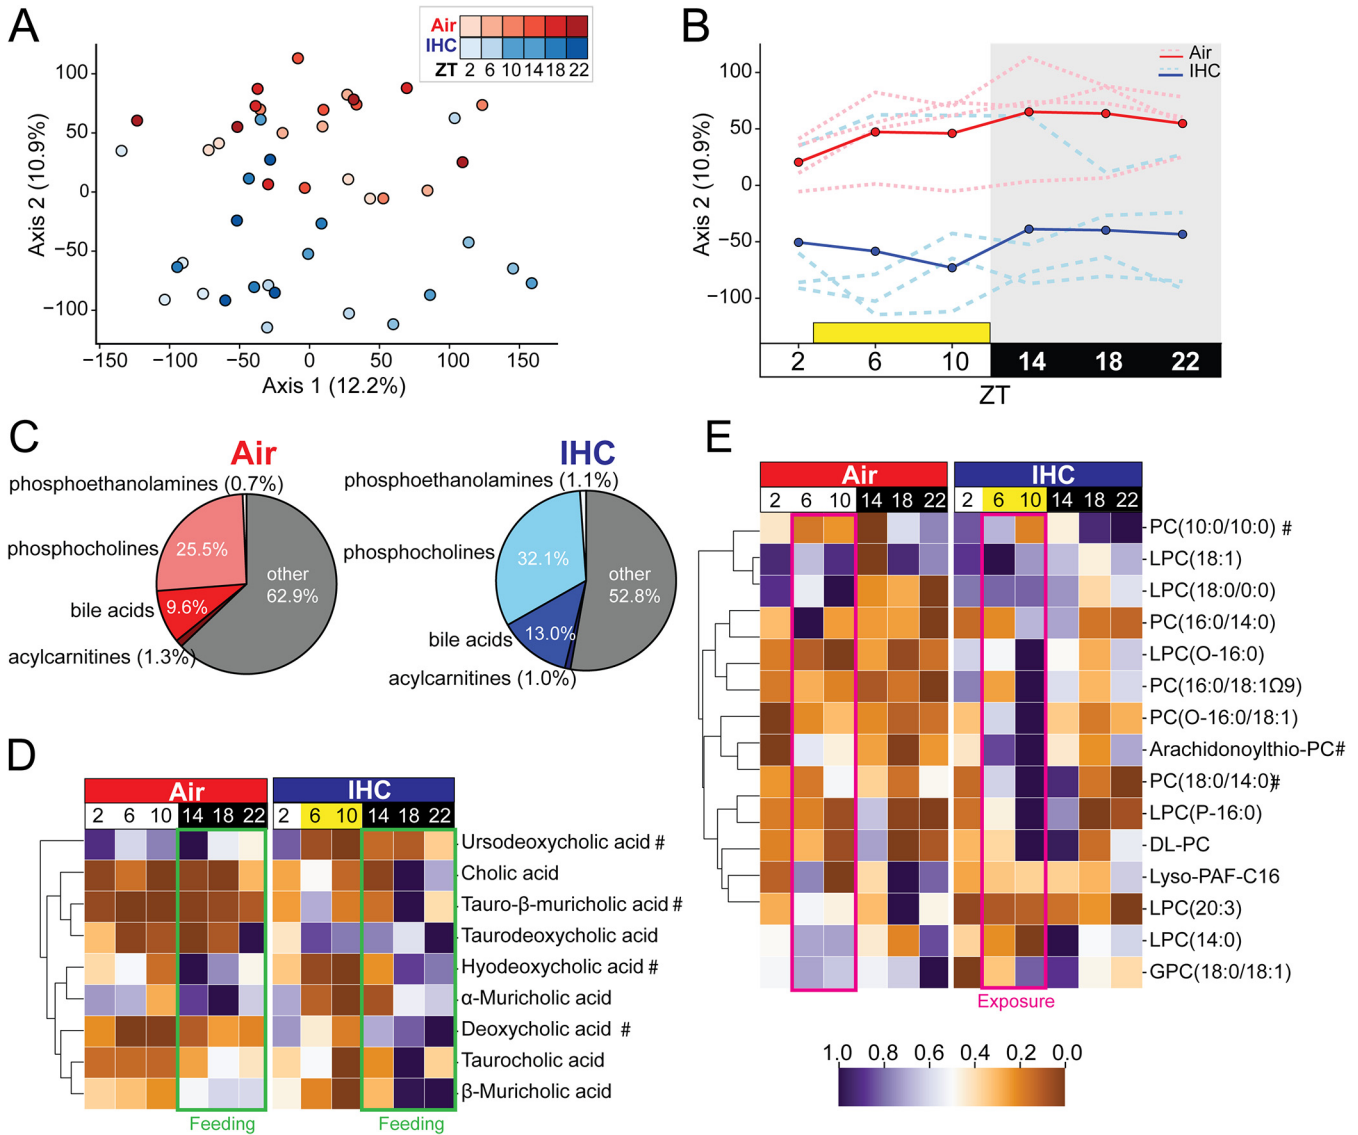 A
Air
IHC
ZT 2 6 10 14 18 22
Axis 2 (10.9%)
100
50
0
−50
−100
−150 −100 −50 0 50 100 150
Axis 1 (12.2%)
B
Air
IHC
Axis 2 (10.9%)
100
50
0
−50
−100
2 6 10 14 18 22
ZT
C
Air
phosphoethanolamines (0.7%)
phosphocholines
25.5%
other
62.9%
bile acids
9.6%
acylcarnitines (1.3%)
IHC
phosphoethanolamines (1.1%)
phosphocholines
32.1%
other
52.8%
bile acids
13.0%
acylcarnitines (1.0%)
D
Air IHC
2 6 10 14 18 22 2 6 10 14 18 22
Ursodeoxycholic acid #
Cholic acid
Tauro-β-muricholic acid #
Taurodeoxycholic acid
Hyodeoxycholic acid #
α-Muricholic acid
Deoxycholic acid #
Taurocholic acid
β-Muricholic acid
Feeding Feeding
E
Air IHC
2 6 10 14 18 22 2 6 10 14 18 22
PC(10:0/10:0) #
LPC(18:1)
LPC(18:0/0:0)
PC(16:0/14:0)
LPC(O-16:0)
PC(16:0/18:1Ω9)
PC(O-16:0/18:1)
Arachidonoylthio-PC#
PC(18:0/14:0)#
LPC(P-16:0)
DL-PC
Lyso-PAF-C16
LPC(20:3)
LPC(14:0)
GPC(18:0/18:1)
Exposure
1.0 0.8 0.6 0.4 0.2 0.0